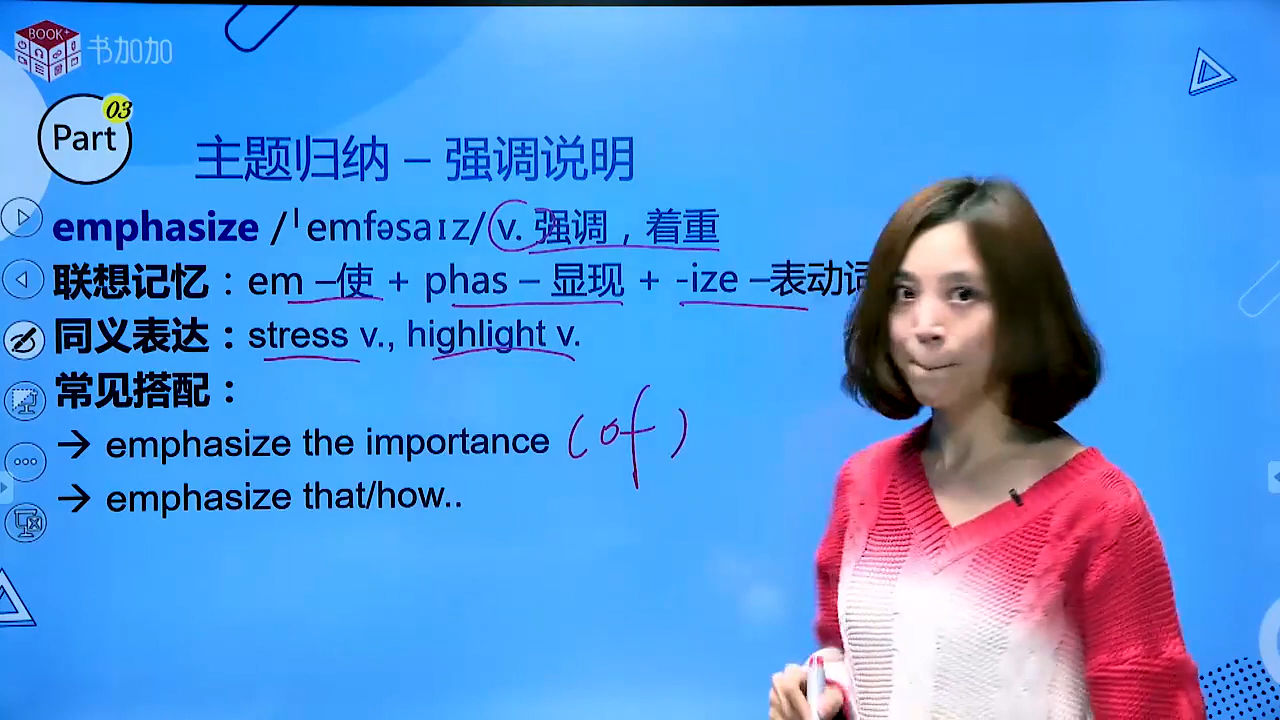 BOOK+
书加加
Part 03
主题归纳 – 强调说明
emphasize /ˈemfəsaɪz/ v. 强调，着重
联想记忆：em –使 + phas – 显现 + -ize –表动词
同义表达：stress v., highlight v.
常见搭配：
→ emphasize the importance (of)
→ emphasize that/how..